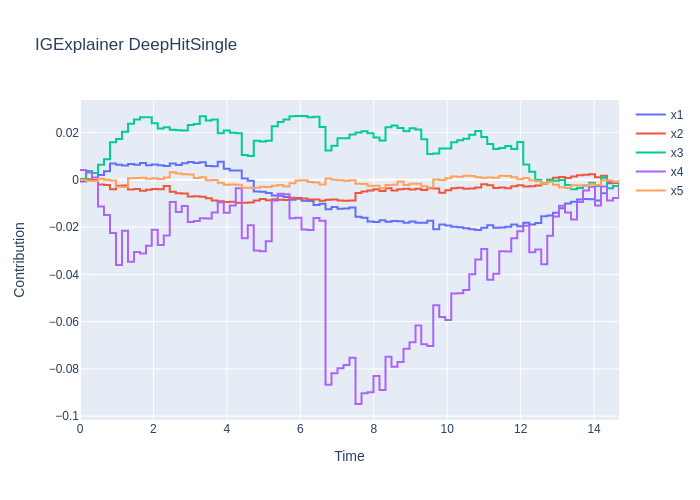 IGExplainer DeepHitSingle
x1
x2
x3
x4
x5
Contribution
0.02
0
−0.02
−0.04
−0.06
−0.08
−0.1
0 2 4 6 8 10 12 14
Time